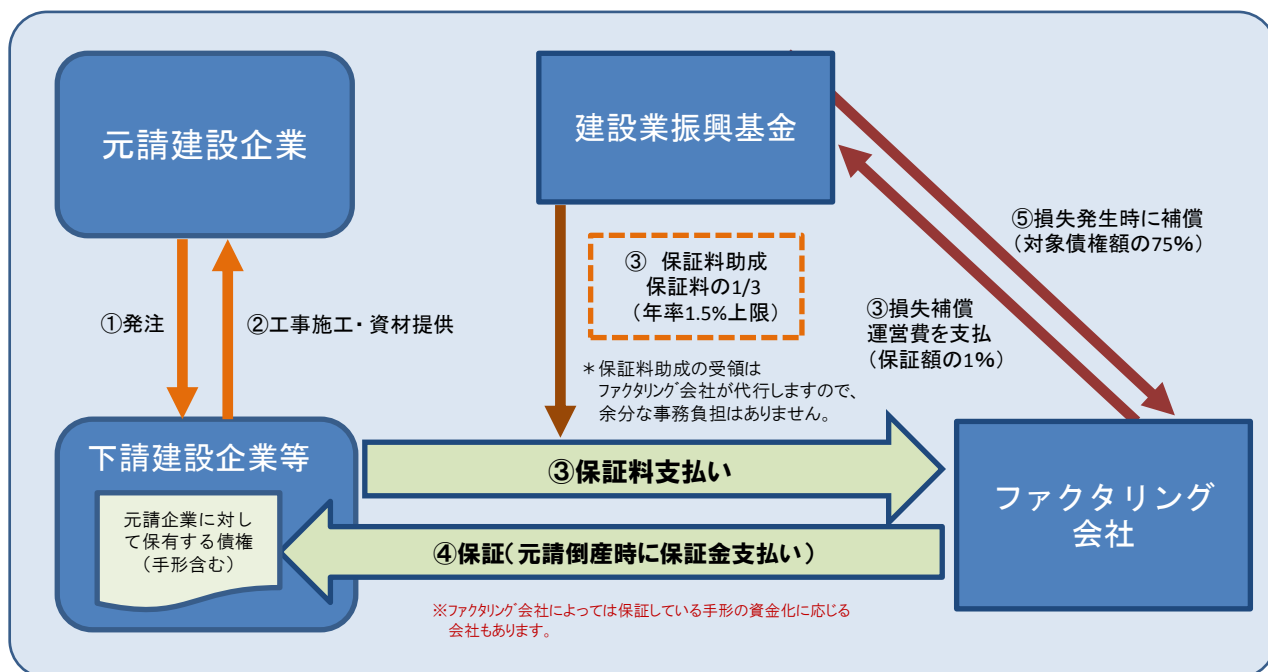 元請建設企業
建設業振興基金
①発注
②工事施工・資材提供
③ 保証料助成
保証料の1/3
（年率1.5%上限）
＊保証料助成の受領は
ﾌｧｸﾀﾘﾝｸﾞ会社が代行しますので、
余分な事務負担はありません。
⑤損失発生時に補償
（対象債権額の75%）
③損失補償
運営費を支払
（保証額の1%）
下請建設企業等
元請企業に対し
て保有する債権
（手形含む）
③保証料支払い
④保証（元請倒産時に保証金支払い）
ファクタリング
会社
※ﾌｧｸﾀﾘﾝｸﾞ会社によっては保証している手形の資金化に応じる
会社もあります。